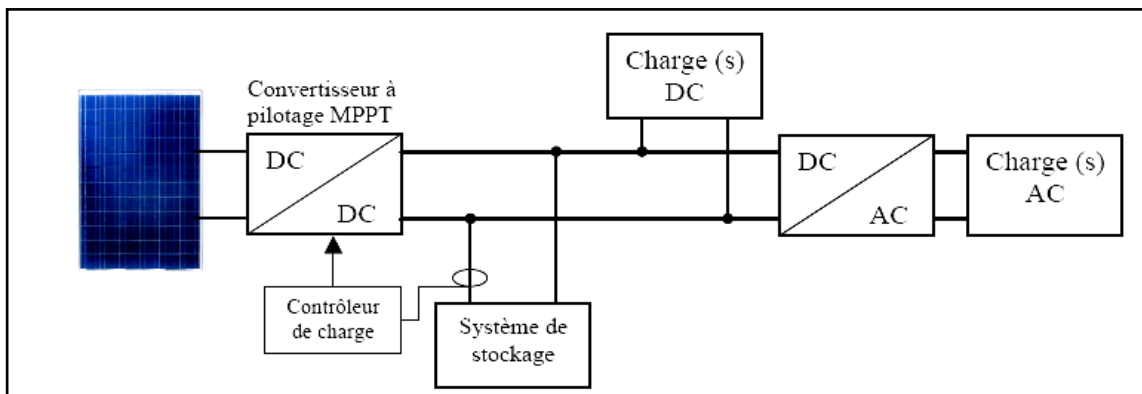 Convertisseur à
pilotage MPPT
DC
DC
Contrôleur
de charge
Système de
stockage
Charge (s)
DC
DC
AC
Charge (s)
AC